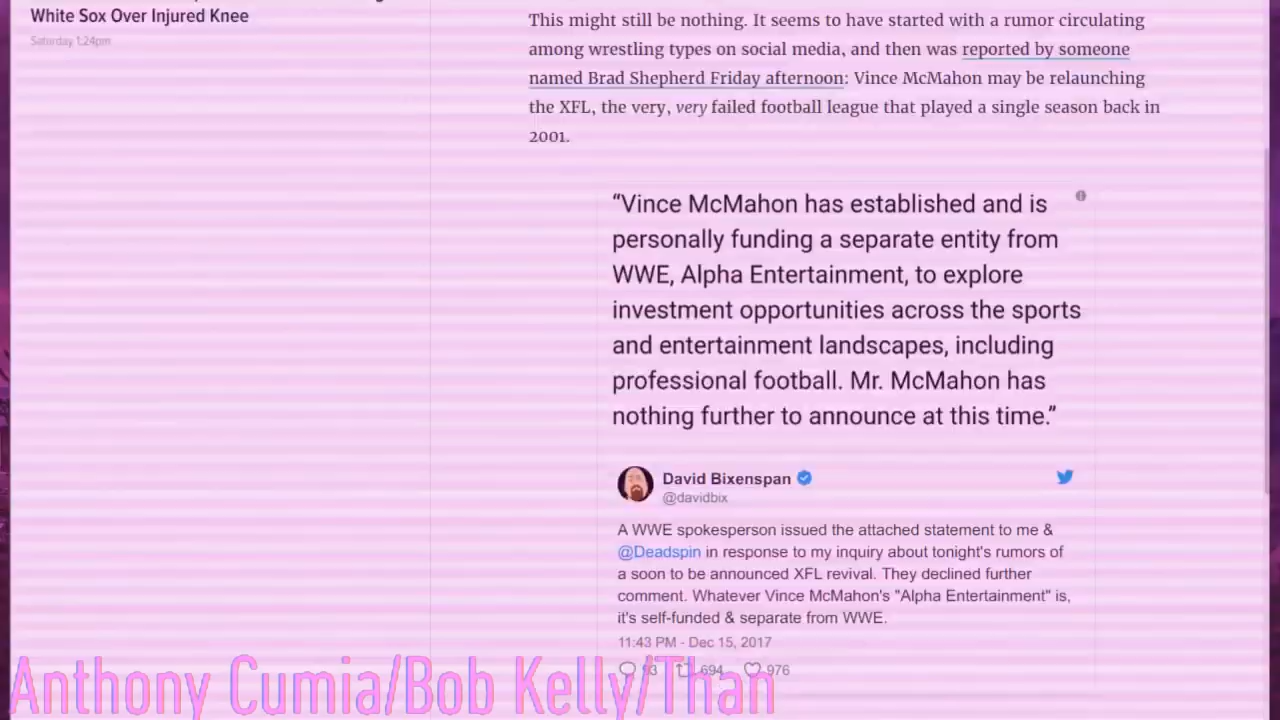 White Sox Over Injured Knee
Saturday 1:24pm
This might still be nothing. It seems to have started with a rumor circulating
among wrestling types on social media, and then was reported by someone
named Brad Shepherd Friday afternoon: Vince McMahon may be relaunching
the XFL, the very, very failed football league that played a single season back in
2001.
“Vince McMahon has established and is
personally funding a separate entity from
WWE, Alpha Entertainment, to explore
investment opportunities across the sports
and entertainment landscapes, including
professional football. Mr. McMahon has
nothing further to announce at this time.”
David Bixenspan
@davidbix
A WWE spokesperson issued the attached statement to me &
@Deadspin in response to my inquiry about tonight's rumors of
a soon to be announced XFL revival. They declined further
comment. Whatever Vince McMahon's "Alpha Entertainment" is,
it's self-funded & separate from WWE.
11:43 PM - Dec 15, 2017
694 976
Anthony Cumia/Bob Kelly/Than